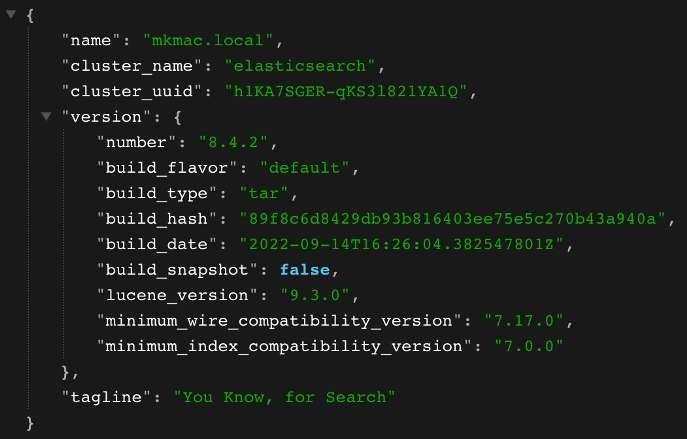 {
"name": "mkmac.local",
"cluster_name": "elasticsearch",
"cluster_uuid": "h1KA7SGER-qKS3l821YA1Q",
"version": {
"number": "8.4.2",
"build_flavor": "default",
"build_type": "tar",
"build_hash": "89f8c6d8429db93b816403ee75e5c270b43a940a",
"build_date": "2022-09-14T16:26:04.382547801Z",
"build_snapshot": false,
"lucene_version": "9.3.0",
"minimum_wire_compatibility_version": "7.17.0",
"minimum_index_compatibility_version": "7.0.0"
},
"tagline": "You Know, for Search"
}